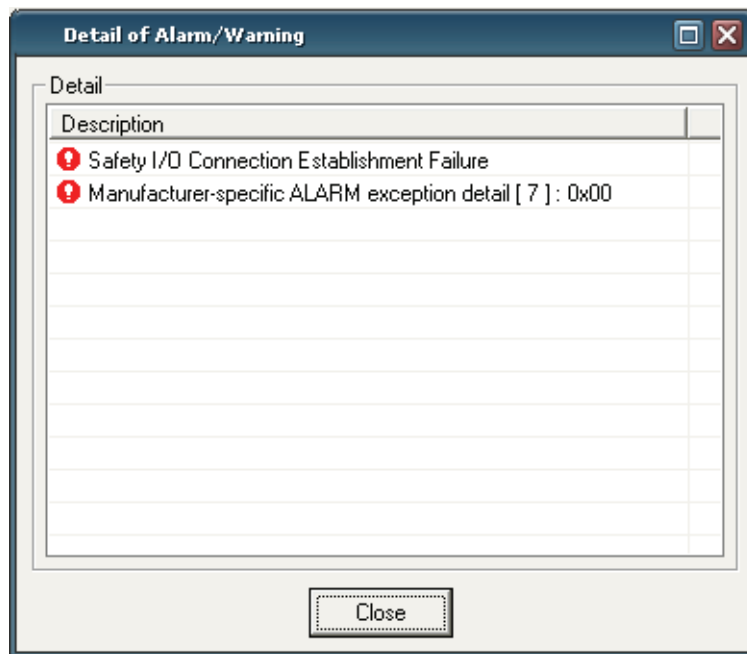 Detail of Alarm/Warning
Detail
Description
Safety I/O Connection Establishment Failure
Manufacturer-specific ALARM exception detail [ 7 ] : 0x00
Close